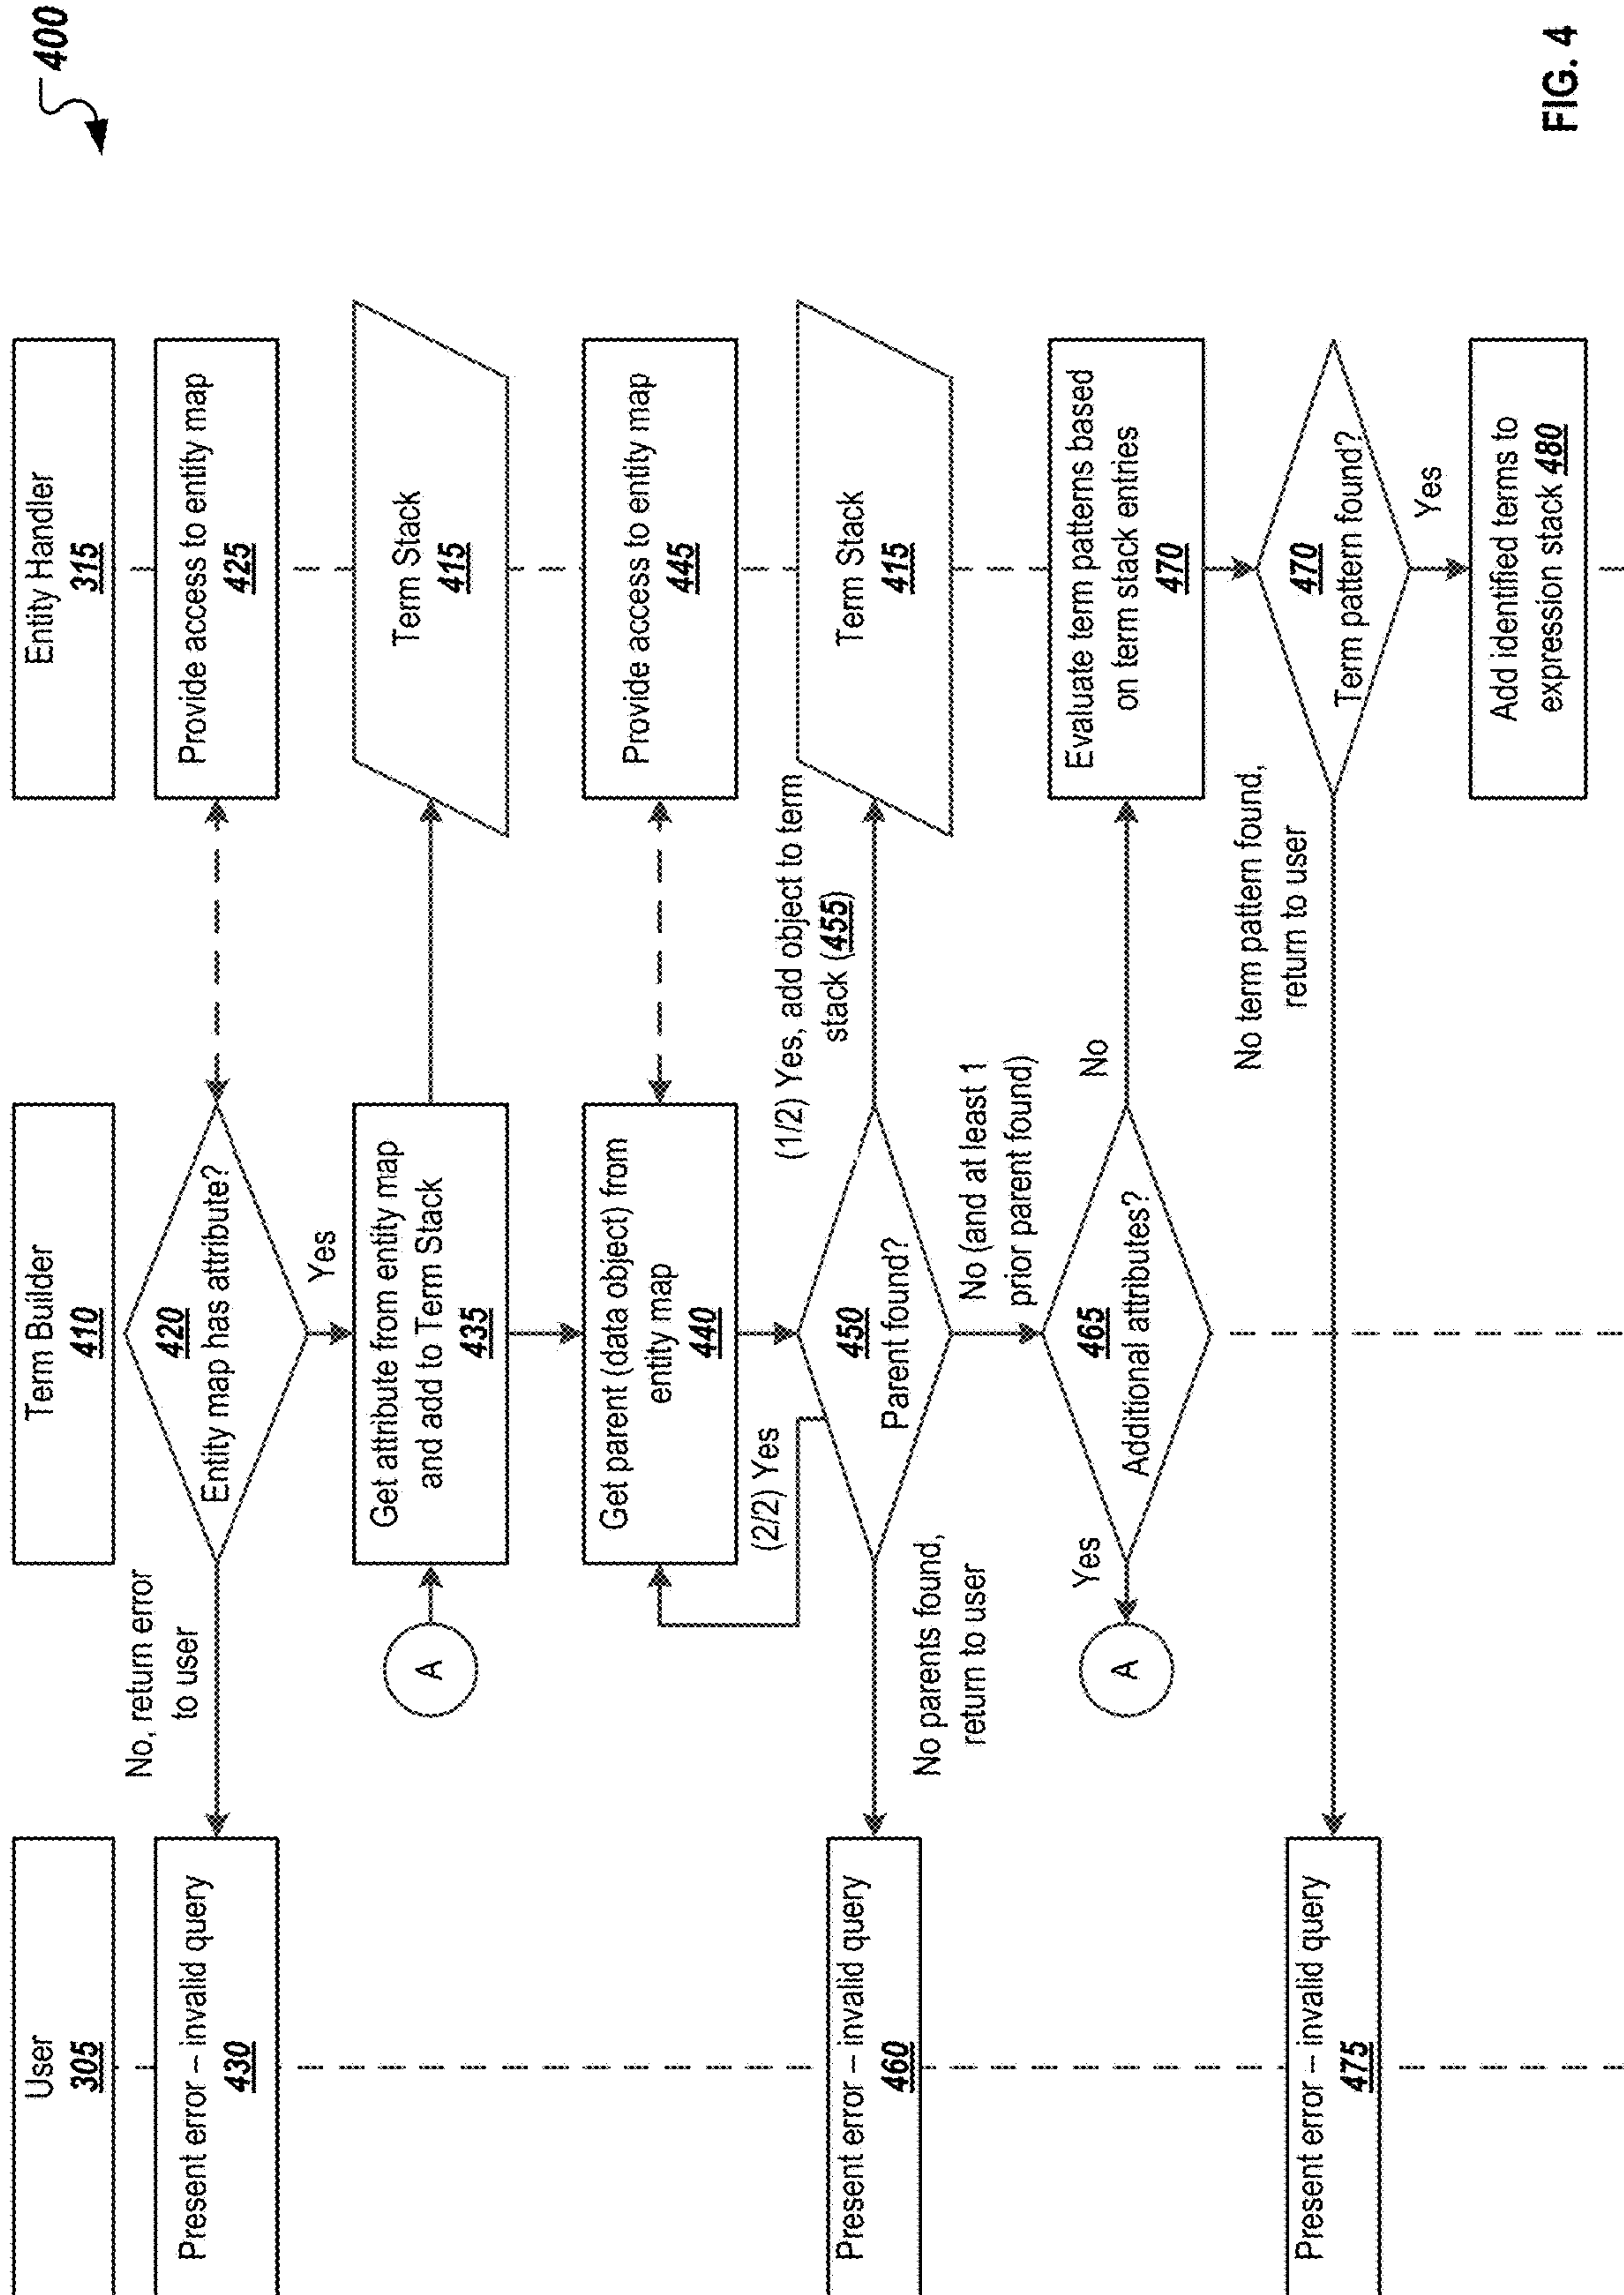 400
User
305
Term Builder
410
Entity Handler
315
Present error – invalid query
430
No, return error
to user
420
Entity map has attribute?
Provide access to entity map
425
Yes
A
Get attribute from entity map
and add to Term Stack
435
Term Stack
415
Get parent (data object) from
entity map
440
Provide access to entity map
445
(2/2) Yes
(1/2) Yes, add object to term
stack (455)
Present error – invalid query
460
No parents found,
return to user
450
Parent found?
Term Stack
415
No (and at least 1
prior parent found)
A
Yes
465
Additional attributes?
No
Evaluate term patterns based
on term stack entries
470
No term pattern found,
return to user
Present error – invalid query
475
470
Term pattern found?
Yes
Add identified terms to
expression stack 480
FIG. 4